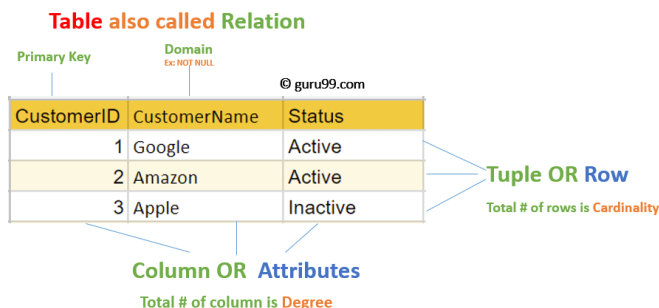 Table also called Relation
Primary Key
Domain
Ex: NOT NULL
© guru99.com
CustomerID CustomerName Status
1 Google Active
2 Amazon Active
3 Apple Inactive
Tuple OR Row
Total # of rows is Cardinality
Column OR Attributes
Total # of column is Degree